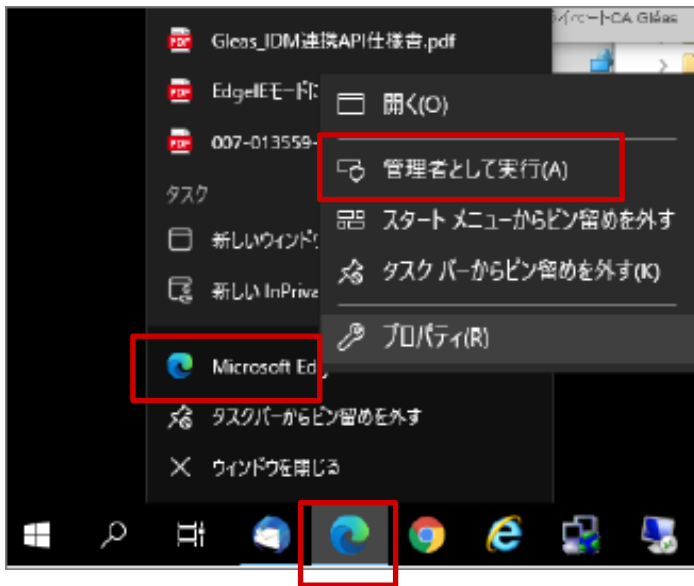 Gleas_IDM連携API仕様書.pdf
EdgeIEモードに
007-013559-
タスク
新しいウィンドウ
新しい InPriva
Microsoft Ed
タスクバーからピン留めを外す
ウィンドウを閉じる
開く(O)
管理者として実行(A)
スタート メニューからピン留めを外す
タスク バーからピン留めを外す(K)
プロパティ(R)
イベートCA Gléas